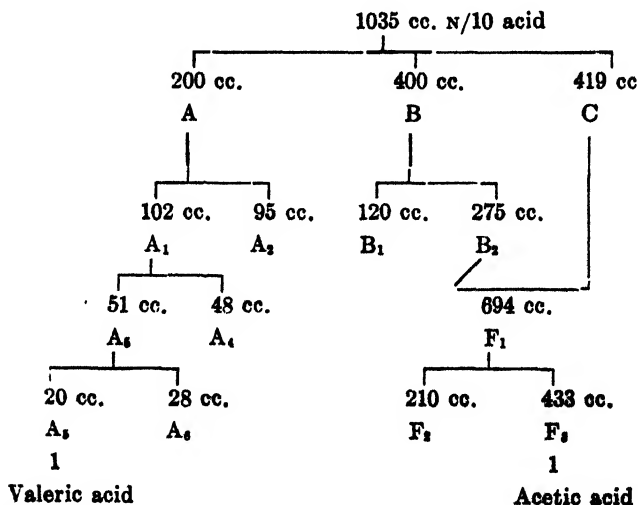 1035 cc. N/10 acid
200 cc. 400 cc. 419 cc
A B C
102 cc. 95 cc. 120 cc. 275 cc.
A₁ A₂ B₁ B₂
51 cc. 48 cc. 694 cc.
A₅ A₄ F₁
20 cc. 28 cc. 210 cc. 433 cc.
A₅ A₆ F₂ F₃
1 1
Valeric acid Acetic acid